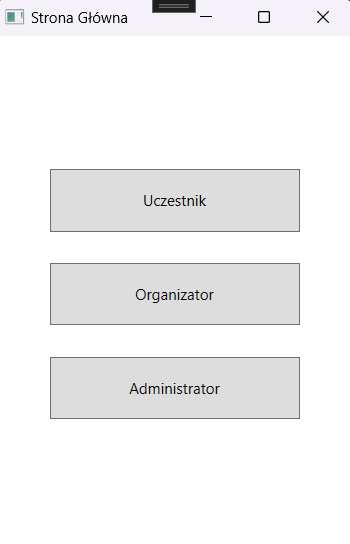 Strona Główna
Uczestnik
Organizator
Administrator